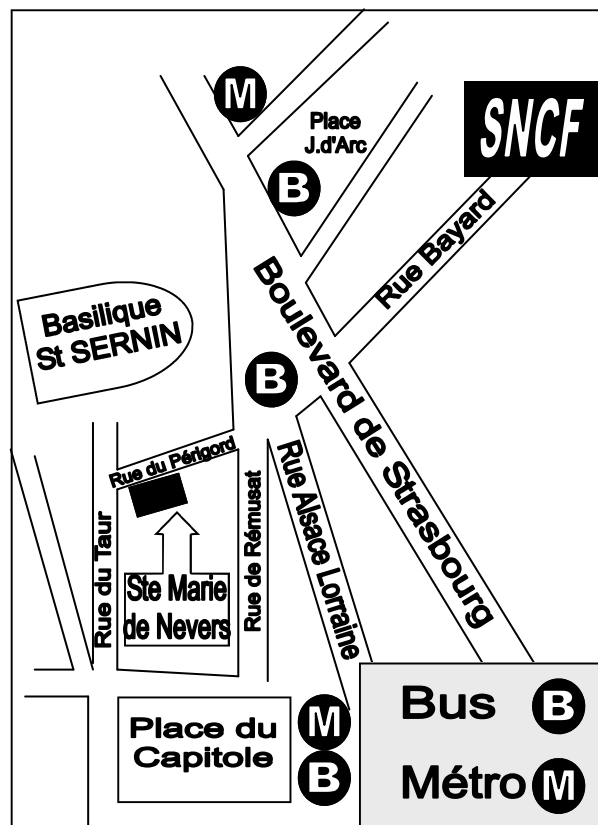 M
Place
J.d'Arc
SNCF
B
Rue Bayard
Basilique
St SERNIN
Boulevard de Strasbourg
B
Rue du Périgord
Rue Alsace Lorraine
Rue du Taur
Rue de Rémusat
Ste Marie
de Nevers
Place du
Capitole
M
B
Bus B
Métro M